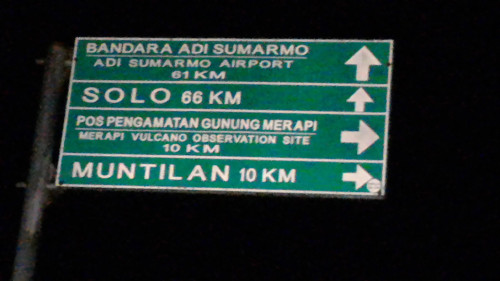 BANDARA ADI SUMARMO
ADI SUMARMO AIRPORT
61 KM
SOLO 66 KM
POS PENGAMATAN GUNUNG MERAPI
MERAPI VULCANO OBSERVATION SITE
10 KM
MUNTILAN 10 KM